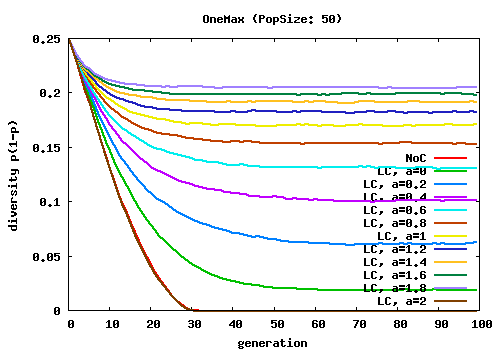 OneMax (PopSize: 50)
diversity p(1-p)
0.25
0.2
0.15
0.1
0.05
0
0 10 20 30 40 50 60 70 80 90 100
generation
NoC
LC, a=0
LC, a=0.2
LC, a=0.4
LC, a=0.6
LC, a=0.8
LC, a=1
LC, a=1.2
LC, a=1.4
LC, a=1.6
LC, a=1.8
LC, a=2